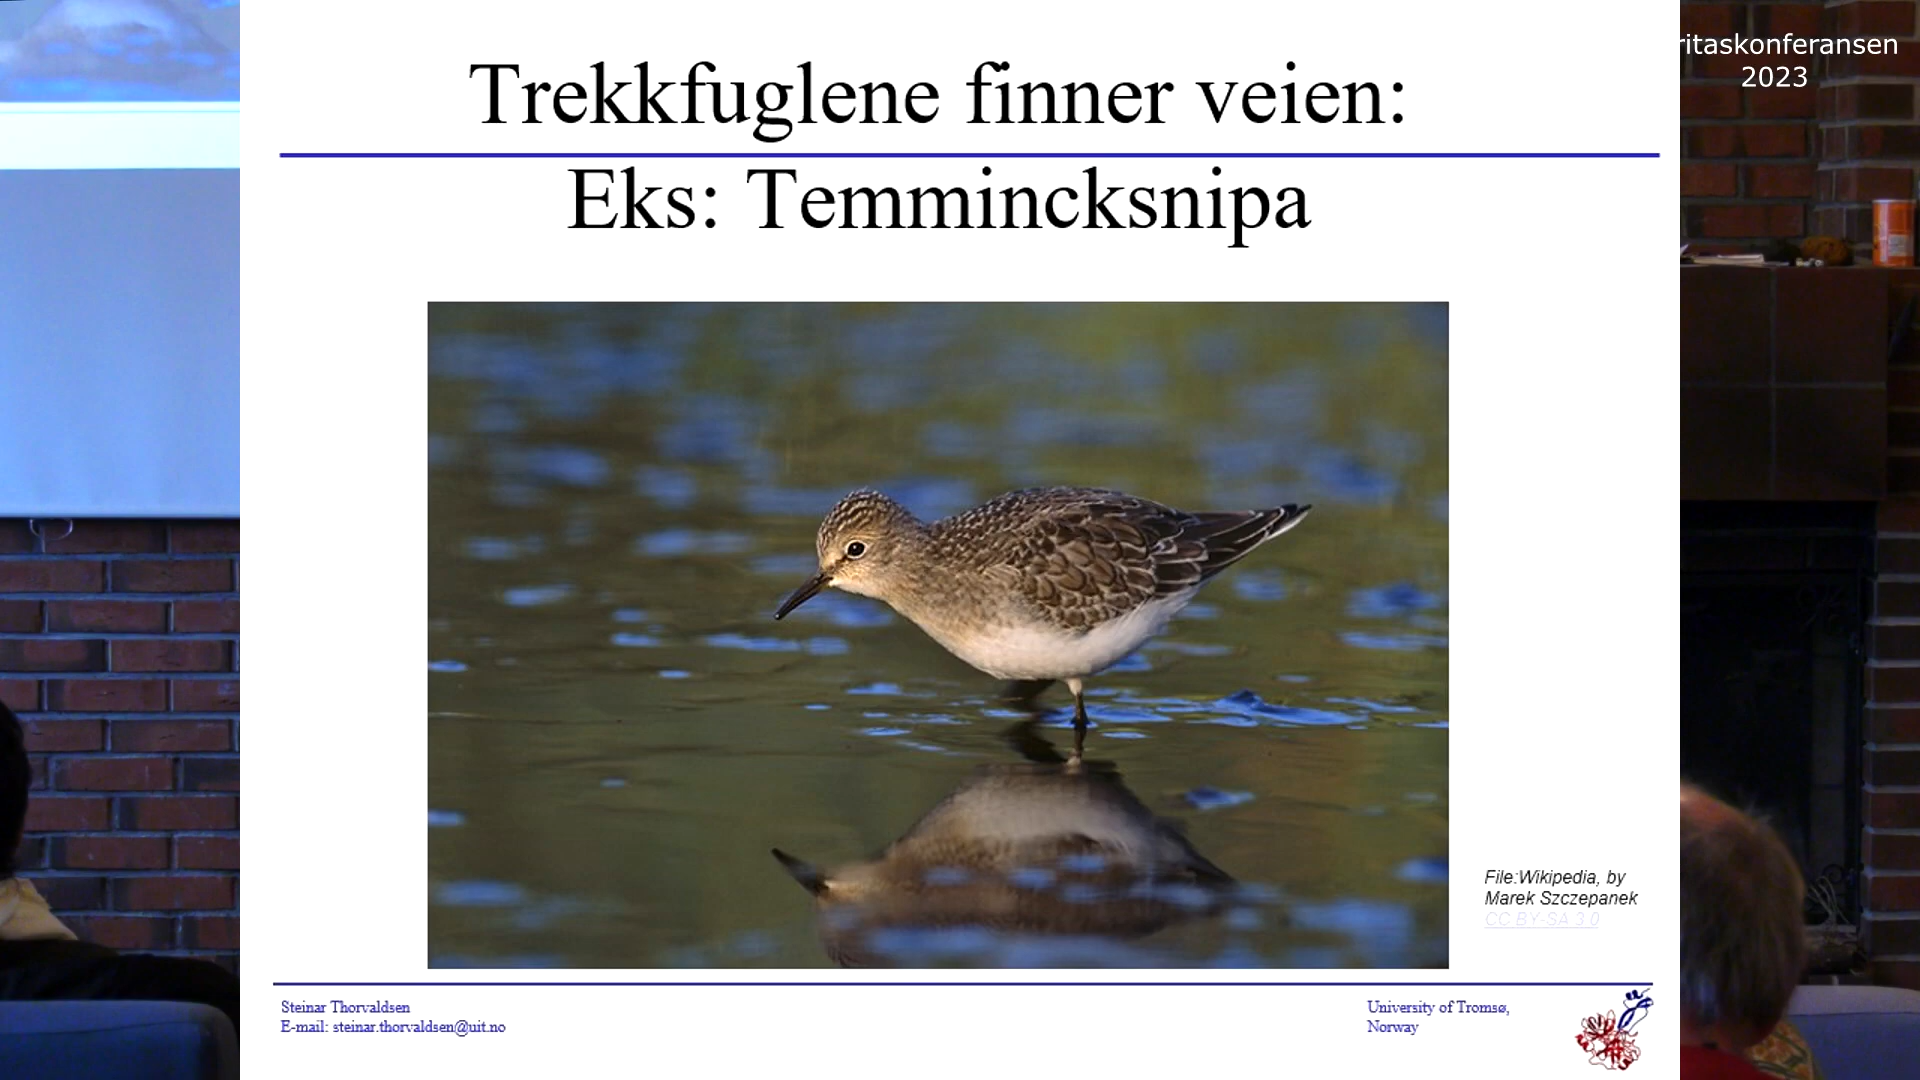 Trekkfuglene finner veien:
Eks: Temmincksnipa
ritaskonferansen
2023
File:Wikipedia, by
Marek Szczepanek
CC BY-SA 3.0
Steinar Thorvaldsen
E-mail: steinar.thorvaldsen@uit.no
University of Tromsø,
Norway